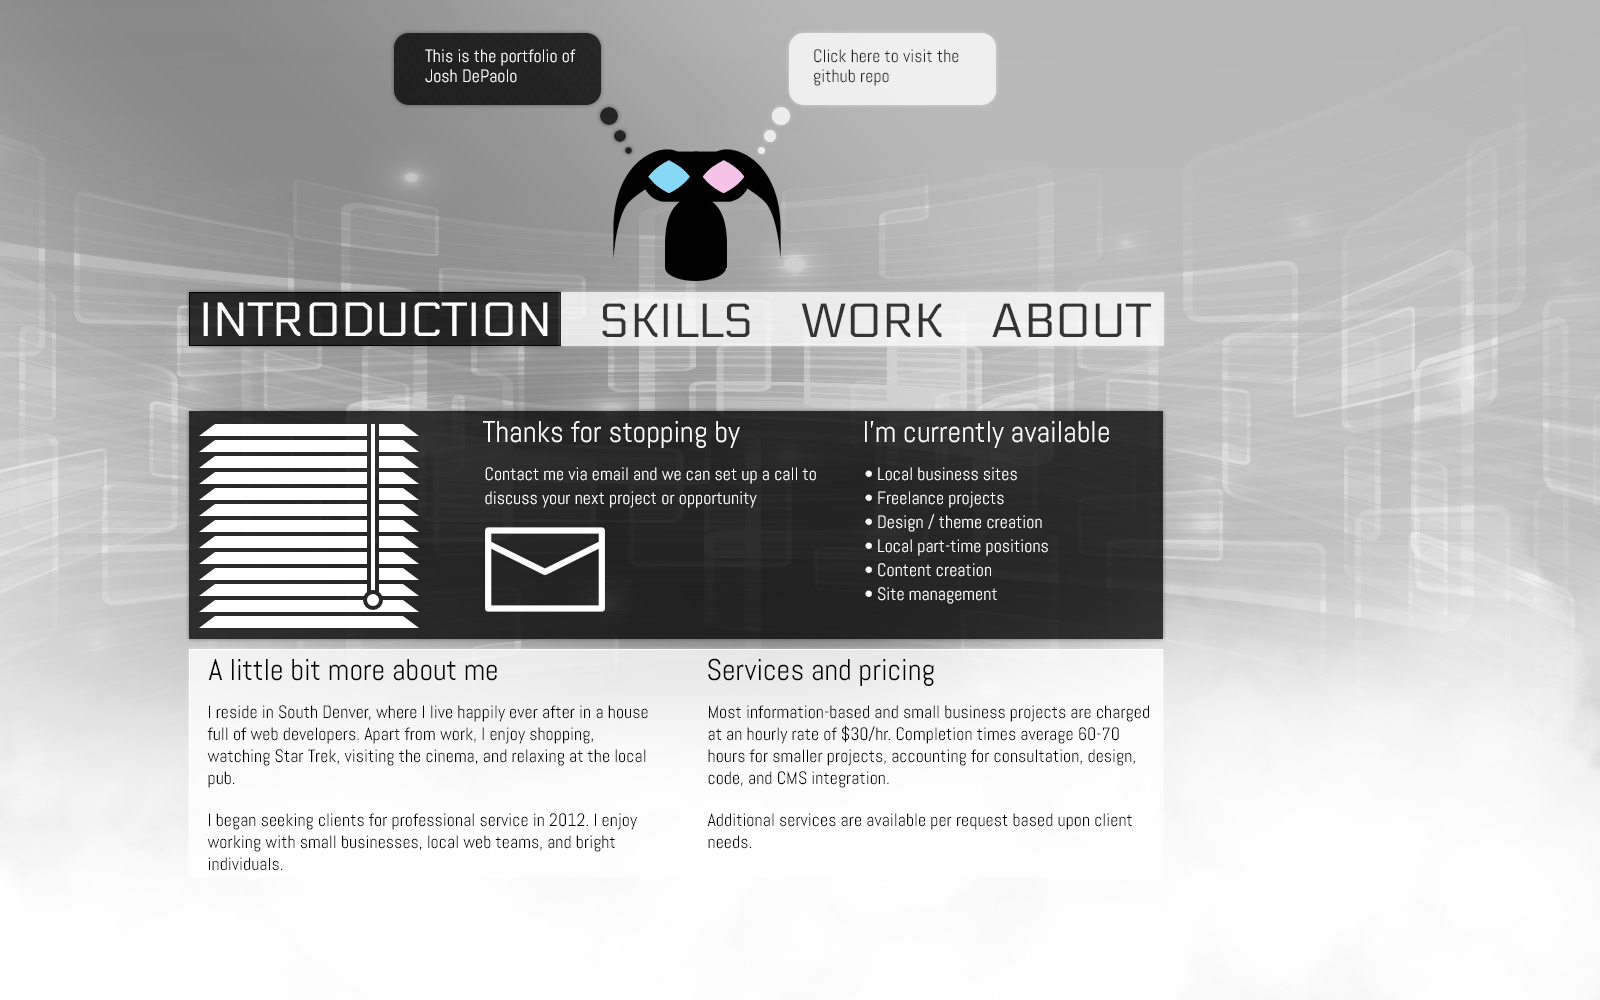 This is the portfolio of
Josh DePaolo
Click here to visit the
github repo
INTRODUCTION SKILLS WORK ABOUT
Thanks for stopping by
Contact me via email and we can set up a call to
discuss your next project or opportunity
I'm currently available
• Local business sites
• Freelance projects
• Design / theme creation
• Local part-time positions
• Content creation
• Site management
A little bit more about me
I reside in South Denver, where I live happily ever after in a house
full of web developers. Apart from work, I enjoy shopping,
watching Star Trek, visiting the cinema, and relaxing at the local
pub.
I began seeking clients for professional service in 2012. I enjoy
working with small businesses, local web teams, and bright
individuals.
Services and pricing
Most information-based and small business projects are charged
at an hourly rate of $30/hr. Completion times average 60-70
hours for smaller projects, accounting for consultation, design,
code, and CMS integration.
Additional services are available per request based upon client
needs.